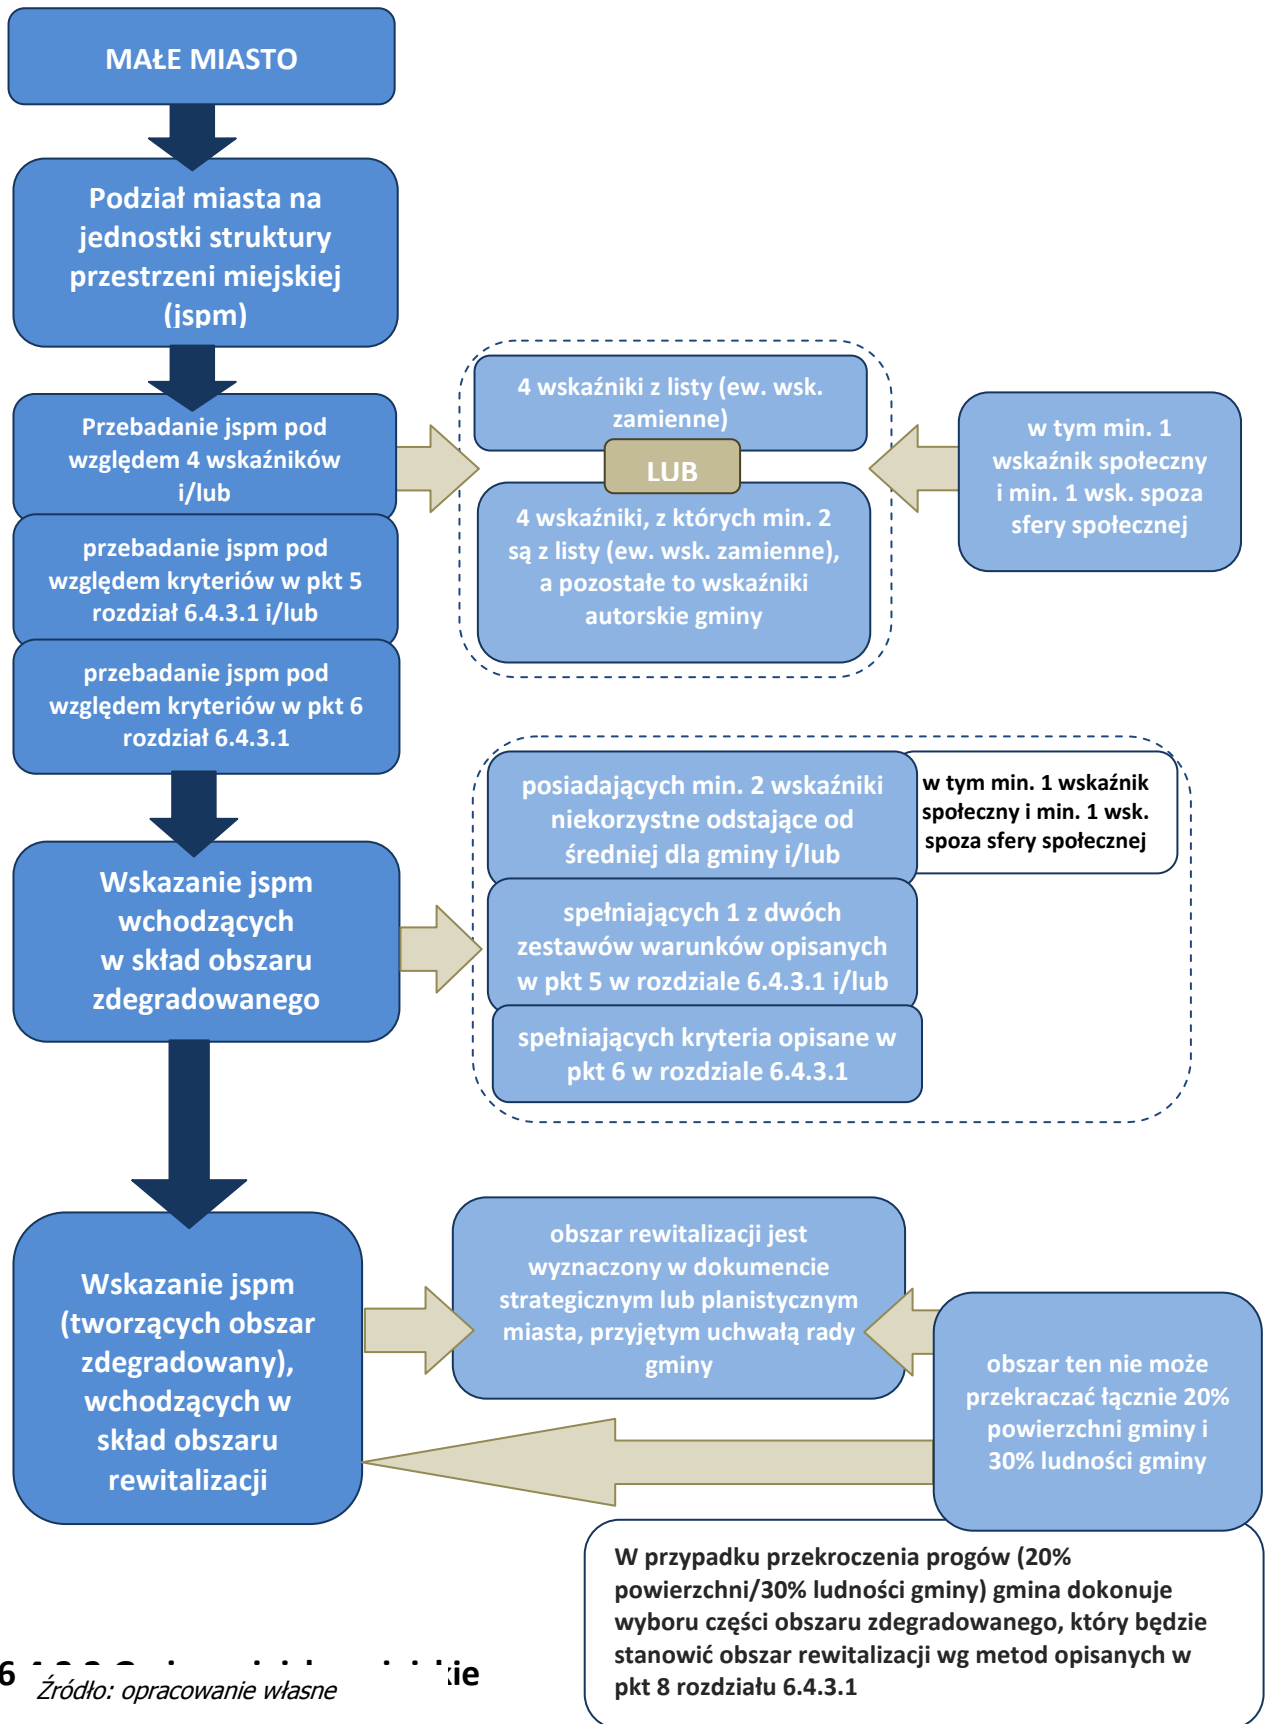 MAŁE MIASTO
Podział miasta na
jednostki struktury
przestrzeni miejskiej
(jspm)
Przebadanie jspm pod
względem 4 wskaźników
i/lub
przebadanie jspm pod
względem kryteriów w pkt 5
rozdział 6.4.3.1 i/lub
przebadanie jspm pod
względem kryteriów w pkt 6
rozdział 6.4.3.1
4 wskaźniki z listy (ew. wsk.
zamienne)
LUB
4 wskaźniki, z których min. 2
są z listy (ew. wsk. zamienne),
a pozostałe to wskaźniki
autorskie gminy
w tym min. 1
wskaźnik społeczny
i min. 1 wsk. spoza
sfery społecznej
Wskazanie jspm
wchodzących
w skład obszaru
zdegradowanego
posiadających min. 2 wskaźniki
niekorzystne odstające od
średniej dla gminy i/lub
w tym min. 1 wskaźnik
społeczny i min. 1 wsk.
spoza sfery społecznej
spełniających 1 z dwóch
zestawów warunków opisanych
w pkt 5 w rozdziale 6.4.3.1 i/lub
spełniających kryteria opisane w
pkt 6 w rozdziale 6.4.3.1
Wskazanie jspm
(tworzących obszar
zdegradowany),
wchodzących w
skład obszaru
rewitalizacji
obszar rewitalizacji jest
wyznaczony w dokumencie
strategicznym lub planistycznym
miasta, przyjętym uchwałą rady
gminy
obszar ten nie może
przekraczać łącznie 20%
powierzchni gminy i
30% ludności gminy
W przypadku przekroczenia progów (20%
powierzchni/30% ludności gminy) gmina dokonuje
wyboru części obszaru zdegradowanego, który będzie
stanowić obszar rewitalizacji wg metod opisanych w
pkt 8 rozdziału 6.4.3.1
Źródło: opracowanie własne